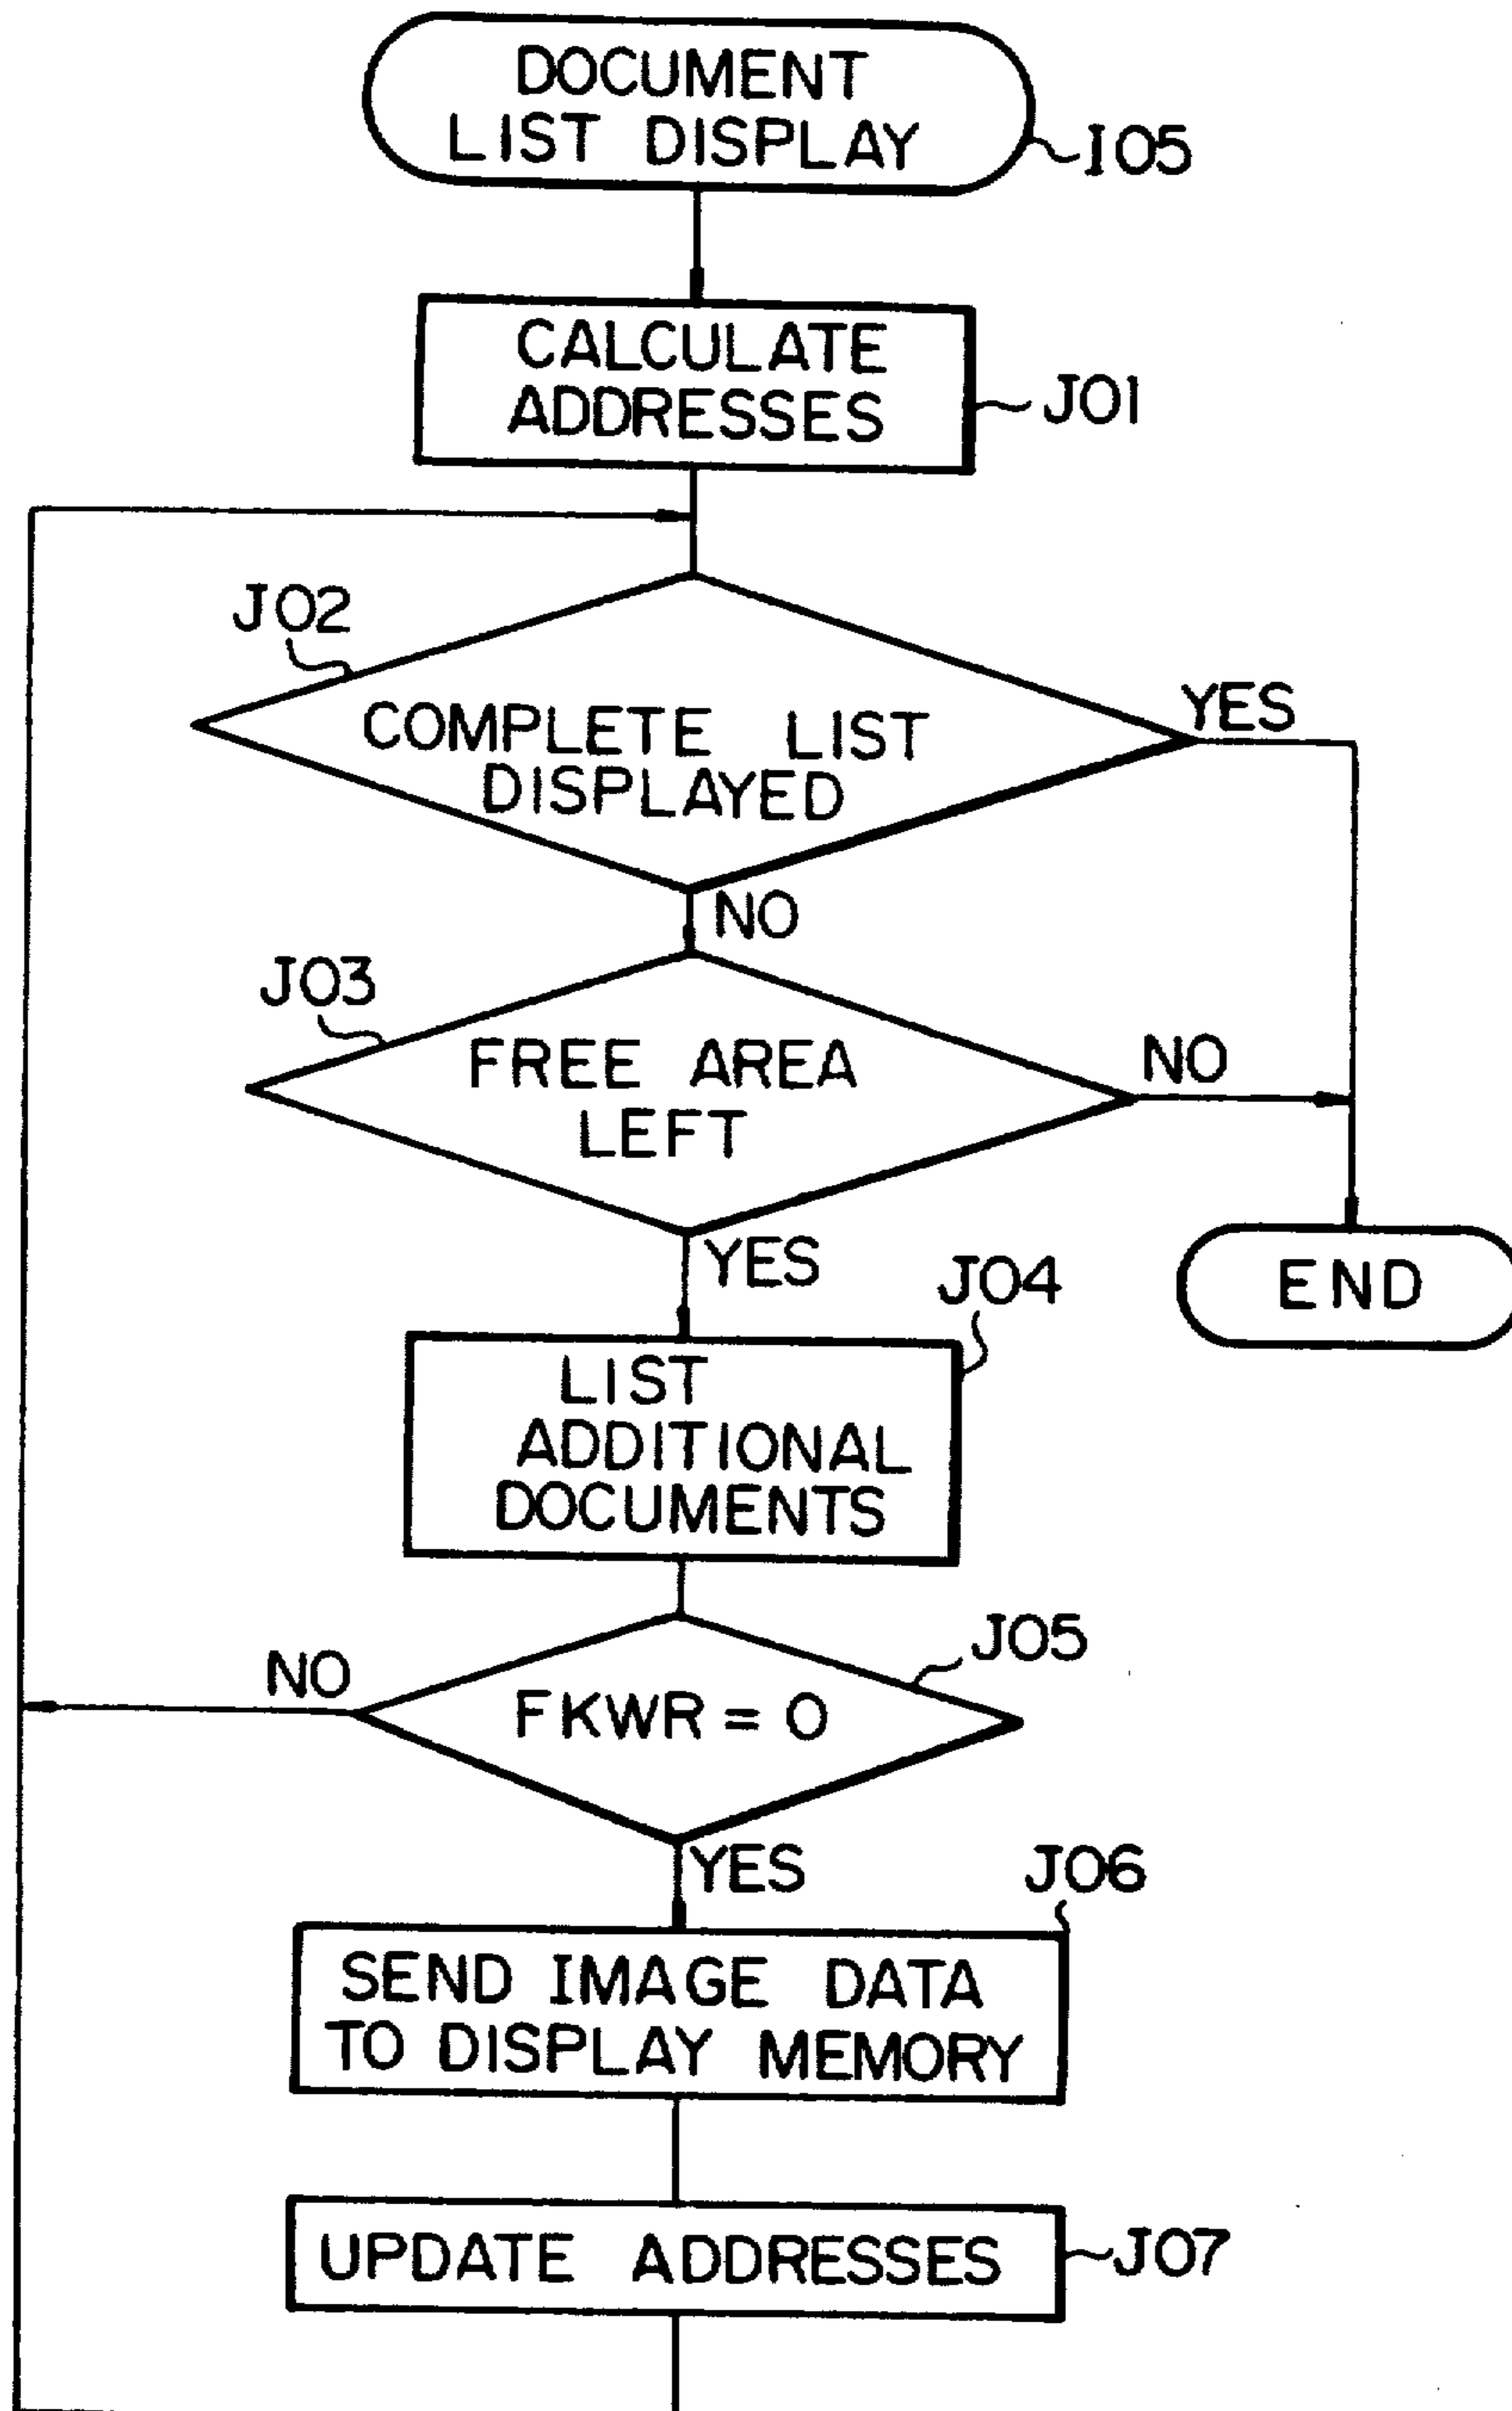 DOCUMENT
LIST DISPLAY
I05
CALCULATE
ADDRESSES
J01
J02
COMPLETE LIST
DISPLAYED
YES
NO
J03
FREE AREA
LEFT
NO
YES
END
J04
LIST
ADDITIONAL
DOCUMENTS
J05
NO
FKWR = 0
YES
J06
SEND IMAGE DATA
TO DISPLAY MEMORY
UPDATE ADDRESSES
J07